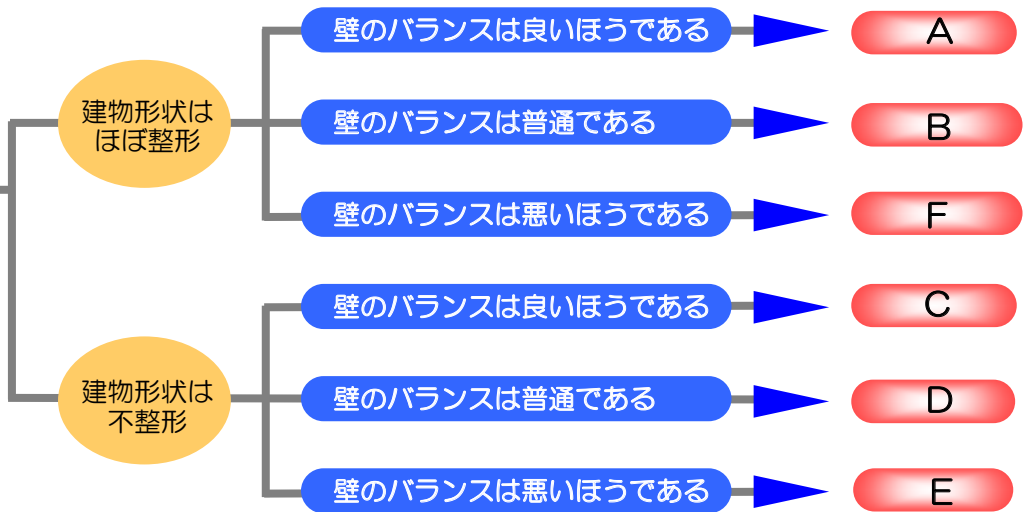 建物形状は
ほぼ整形
壁のバランスは良いほうである
A
壁のバランスは普通である
B
壁のバランスは悪いほうである
F
建物形状は
不整形
壁のバランスは良いほうである
C
壁のバランスは普通である
D
壁のバランスは悪いほうである
E